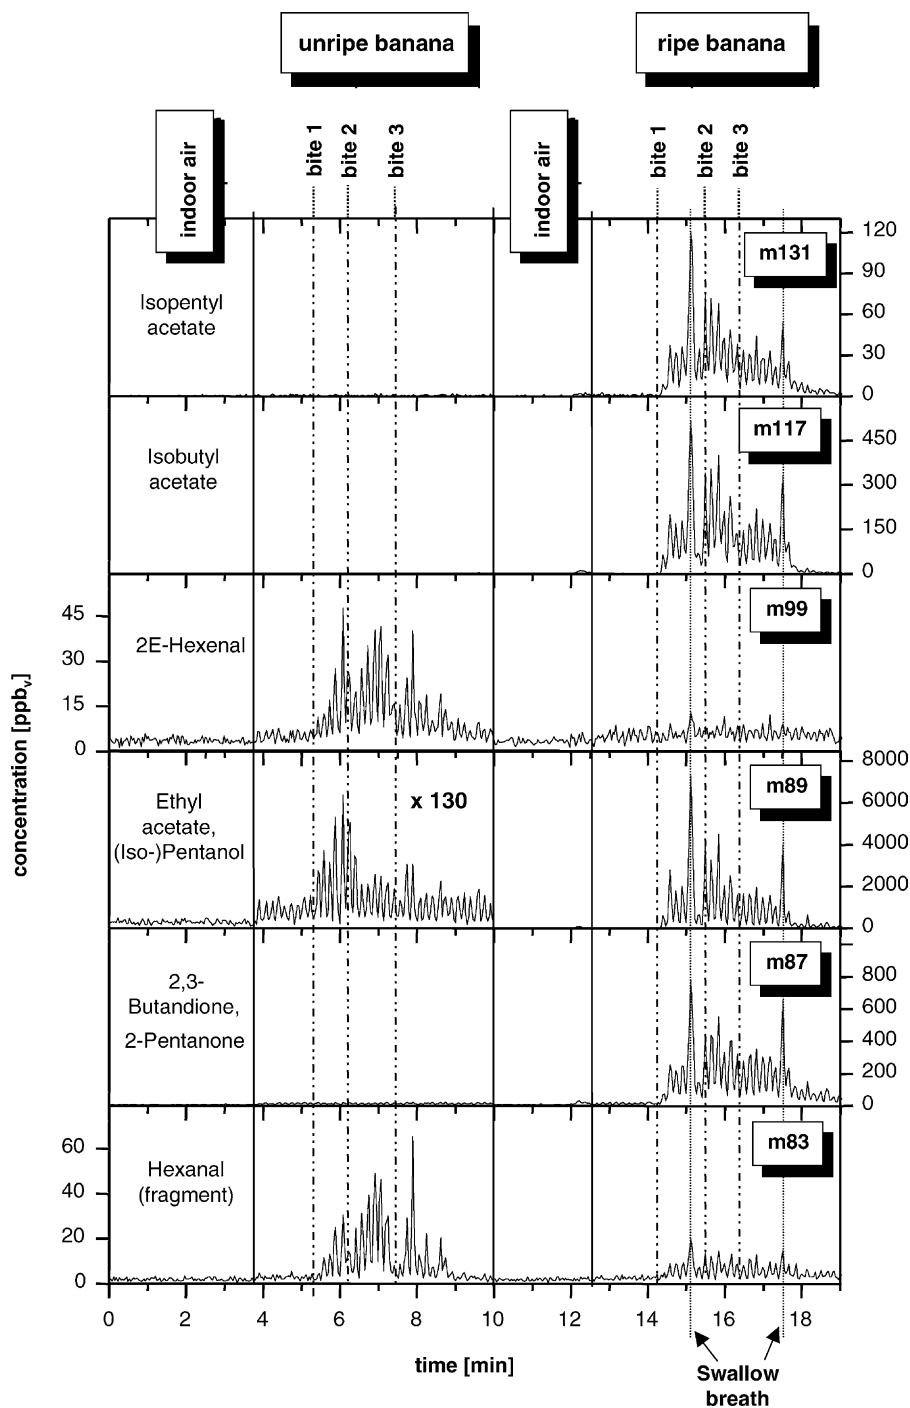 unripe banana
ripe banana
indoor air
bite 1
bite 2
bite 3
indoor air
bite 1
bite 2
bite 3
Isopentyl
acetate
m131
120
90
60
30
0
Isobutyl
acetate
m117
450
300
150
0
45
30
15
0
2E-Hexenal
m99
Ethyl
acetate,
(Iso-)Pentanol
x 130
m89
8000
6000
4000
2000
0
2,3-
Butandione,
2-Pentanone
m87
800
600
400
200
0
60
40
20
0
Hexanal
(fragment)
m83
concentration [ppbv]
0 2 4 6 8 10 12 14 16 18
time [min]
Swallow
breath